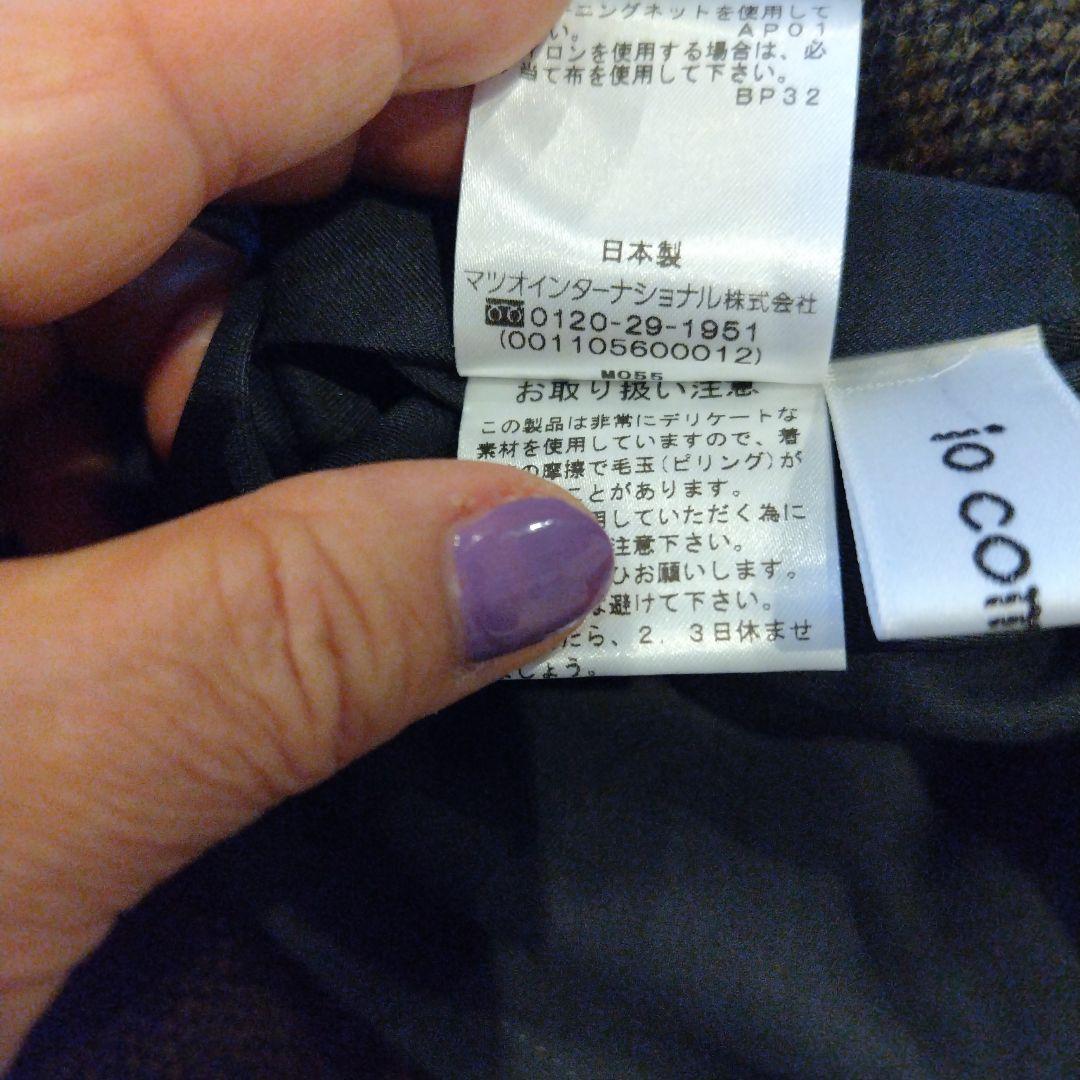 ニングネットを使用して
い。 AP01
イロンを使用する場合は、必
当て布を使用して下さい。
BP32
日本製
マツオインターナショナル株式会社
0120-29-1951
(001105600012)
M055
お取り扱い注意
この製品は非常にデリケートな
素材を使用していますので、着
の摩擦で毛玉(ピリング)が
ことがあります。
用していただく為に
注意下さい。
ひお願いします。
避けて下さい。
たら、2.3日休ませ
しょう。
io com